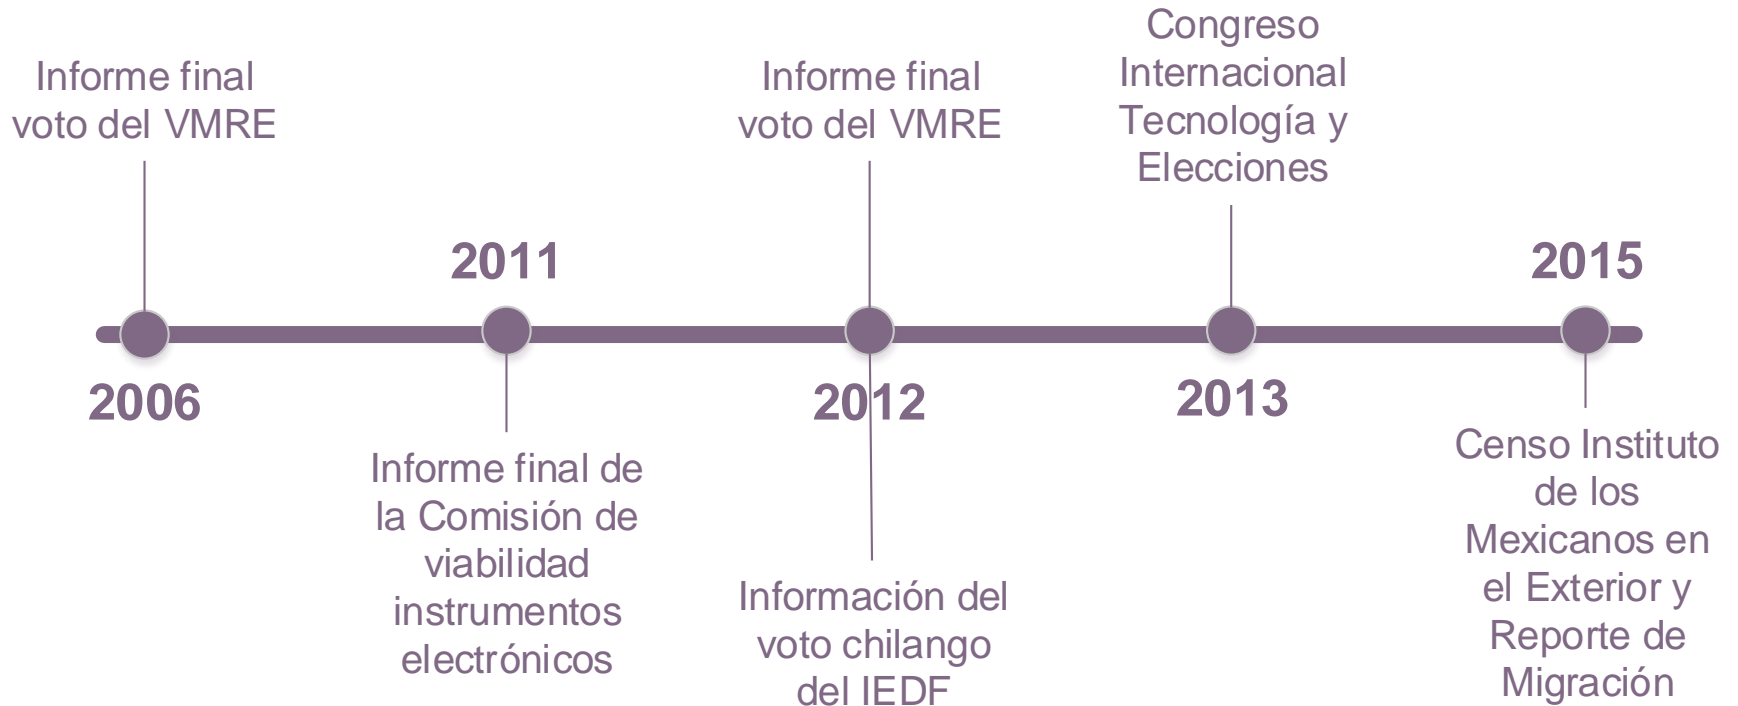 Informe final
voto del VMRE
2006
2011
Informe final de
la Comisión de
viabilidad
instrumentos
electrónicos
Informe final
voto del VMRE
2012
Información del
voto chilango
del IEDF
Congreso
Internacional
Tecnología y
Elecciones
2013
2015
Censo Instituto
de los
Mexicanos en
el Exterior y
Reporte de
Migración